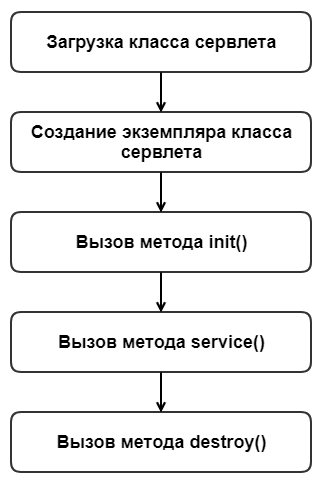 Загрузка класса сервлета
Создание экземпляра класса
сервлета
Вызов метода init()
Вызов метода service()
Вызов метода destroy()